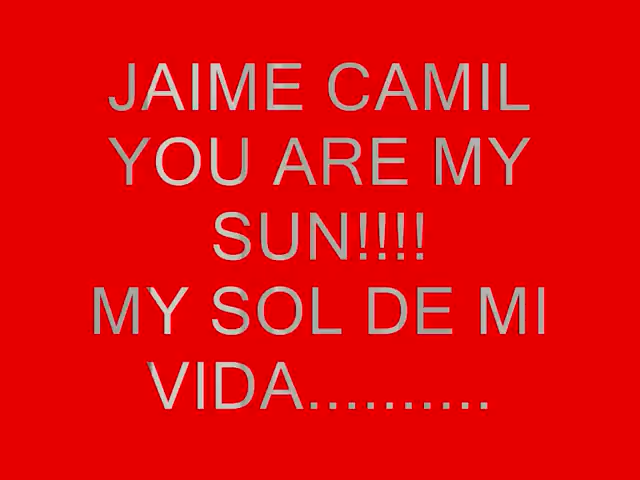 JAIME CAMIL
YOU ARE MY
SUN!!!!
MY SOL DE MI
VIDA..........